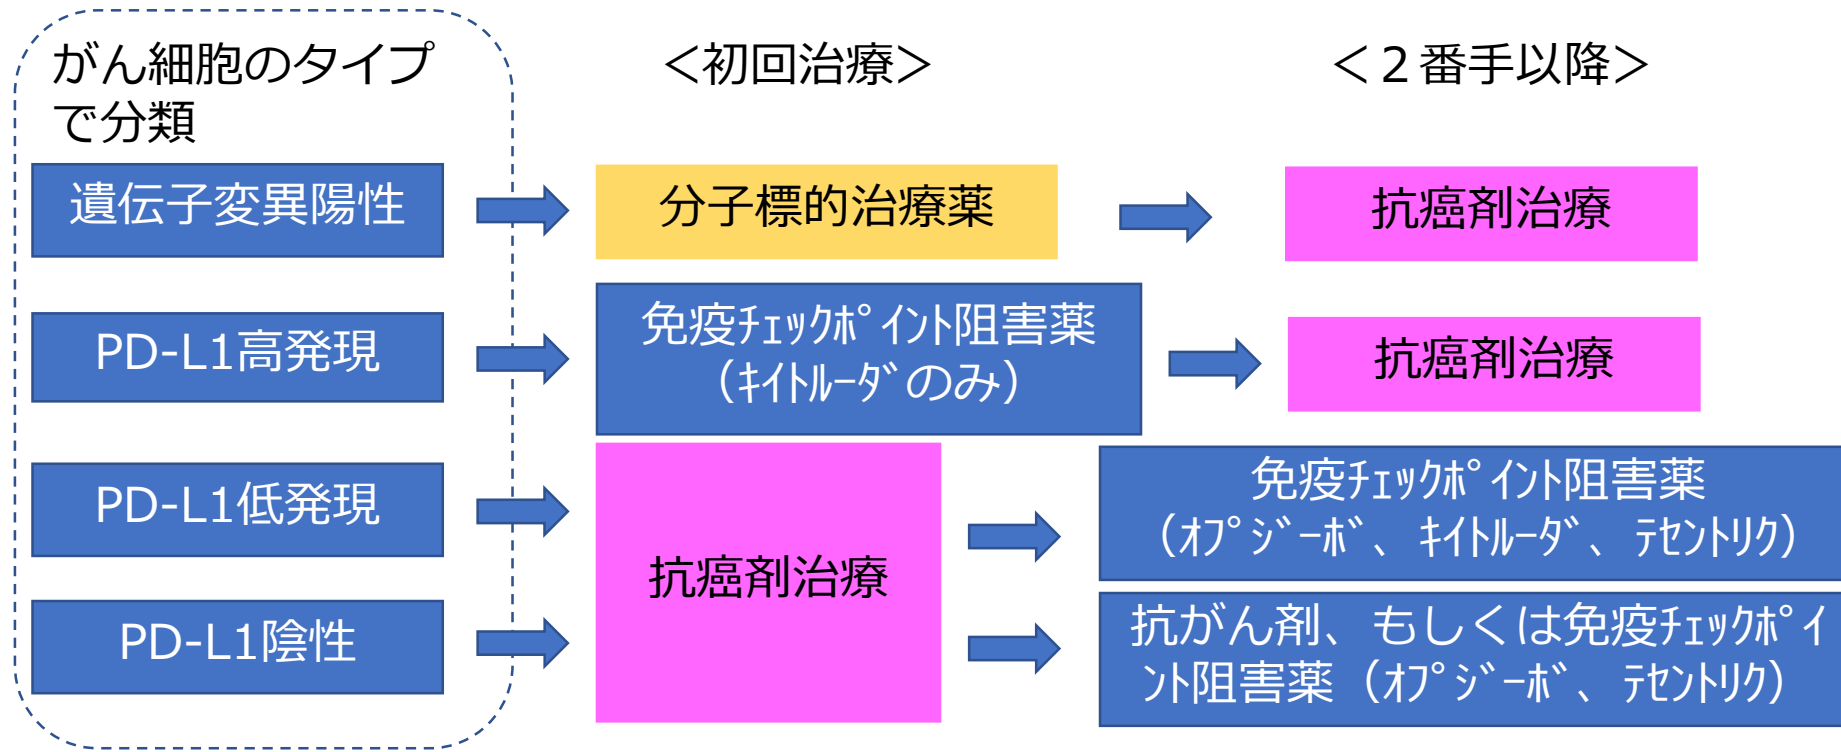 がん細胞のタイプ
で分類
＜初回治療＞
＜２番手以降＞
遺伝子変異陽性
分子標的治療薬
抗癌剤治療
PD-L1高発現
免疫ﾁｪｯｸﾎﾟｲﾝﾄ阻害薬
（ｷｲﾄﾙｰﾀﾞのみ）
抗癌剤治療
PD-L1低発現
抗癌剤治療
免疫ﾁｪｯｸﾎﾟｲﾝﾄ阻害薬
（ｵﾌﾟｼﾞｰﾎﾞ、ｷｲﾄﾙｰﾀﾞ、ﾃｾﾝﾄﾘｸ）
PD-L1陰性
抗がん剤、もしくは免疫ﾁｪｯｸﾎﾟｲ
ﾝﾄ阻害薬（ｵﾌﾟｼﾞｰﾎﾞ、ﾃｾﾝﾄﾘｸ）